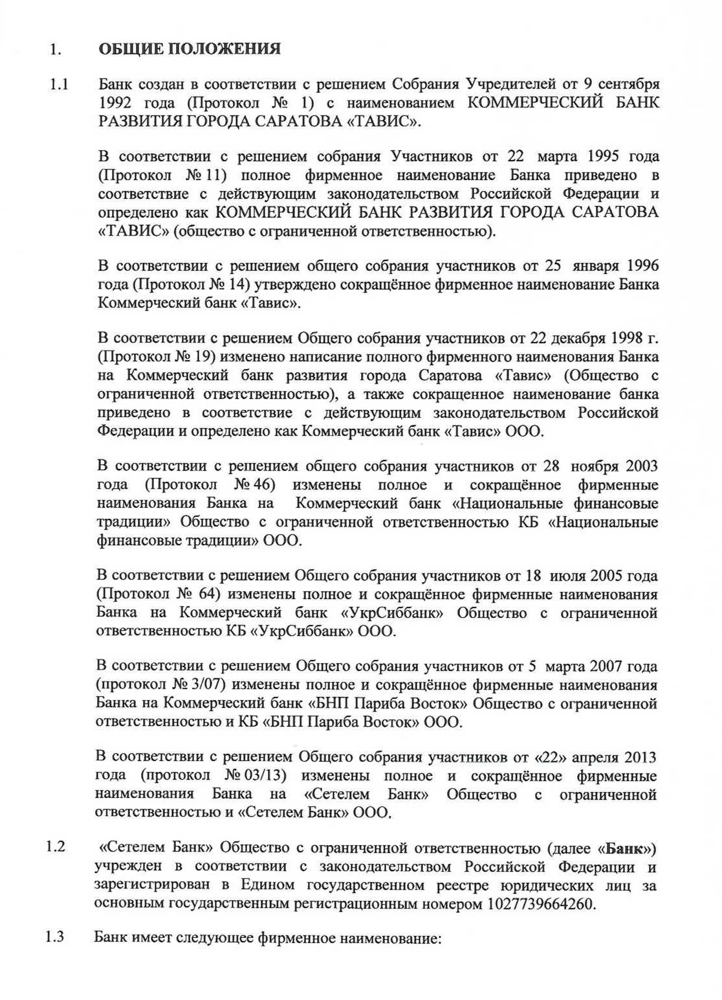 1. ОБЩИЕ ПОЛОЖЕНИЯ
1.1 Банк создан в соответствии с решением Собрания Учредителей от 9 сентября
1992 года (Протокол № 1) с наименованием КОММЕРЧЕСКИЙ БАНК
РАЗВИТИЯ ГОРОДА САРАТОВА «ТАВИС».
В соответствии с решением собрания Участников от 22 марта 1995 года
(Протокол № 11) полное фирменное наименование Банка приведено в
соответствие с действующим законодательством Российской Федерации и
определено как КОММЕРЧЕСКИЙ БАНК РАЗВИТИЯ ГОРОДА САРАТОВА
«ТАВИС» (общество с ограниченной ответственностью).
В соответствии с решением общего собрания участников от 25 января 1996
года (Протокол № 14) утверждено сокращённое фирменное наименование Банка
Коммерческий банк «Тавис».
В соответствии с решением Общего собрания участников от 22 декабря 1998 г.
(Протокол № 19) изменено написание полного фирменного наименования Банка
на Коммерческий банк развития города Саратова «Тавис» (Общество с
ограниченной ответственностью), а также сокращенное наименование банка
приведено в соответствие с действующим законодательством Российской
Федерации и определено как Коммерческий банк «Тавис» ООО.
В соответствии с решением общего собрания участников от 28 ноября 2003
года (Протокол № 46) изменены полное и сокращённое фирменные
наименования Банка на Коммерческий банк «Национальные финансовые
традиции» Общество с ограниченной ответственностью КБ «Национальные
финансовые традиции» ООО.
В соответствии с решением Общего собрания участников от 18 июля 2005 года
(Протокол № 64) изменены полное и сокращённое фирменные наименования
Банка на Коммерческий банк «УкрСиббанк» Общество с ограниченной
ответственностью КБ «УкрСиббанк» ООО.
В соответствии с решением Общего собрания участников от 5 марта 2007 года
(протокол № 3/07) изменены полное и сокращённое фирменные наименования
Банка на Коммерческий банк «БНП Париба Восток» Общество с ограниченной
ответственностью и КБ «БНП Париба Восток» ООО.
В соответствии с решением Общего собрания участников от «22» апреля 2013
года (протокол № 03/13) изменены полное и сокращённое фирменные
наименования Банка на «Сетелем Банк» Общество с ограниченной
ответственностью и «Сетелем Банк» ООО.
1.2 «Сетелем Банк» Общество с ограниченной ответственностью (далее «Банк»)
учрежден в соответствии с законодательством Российской Федерации и
зарегистрирован в Едином государственном реестре юридических лиц за
основным государственным регистрационным номером 1027739664260.
1.3 Банк имеет следующее фирменное наименование: